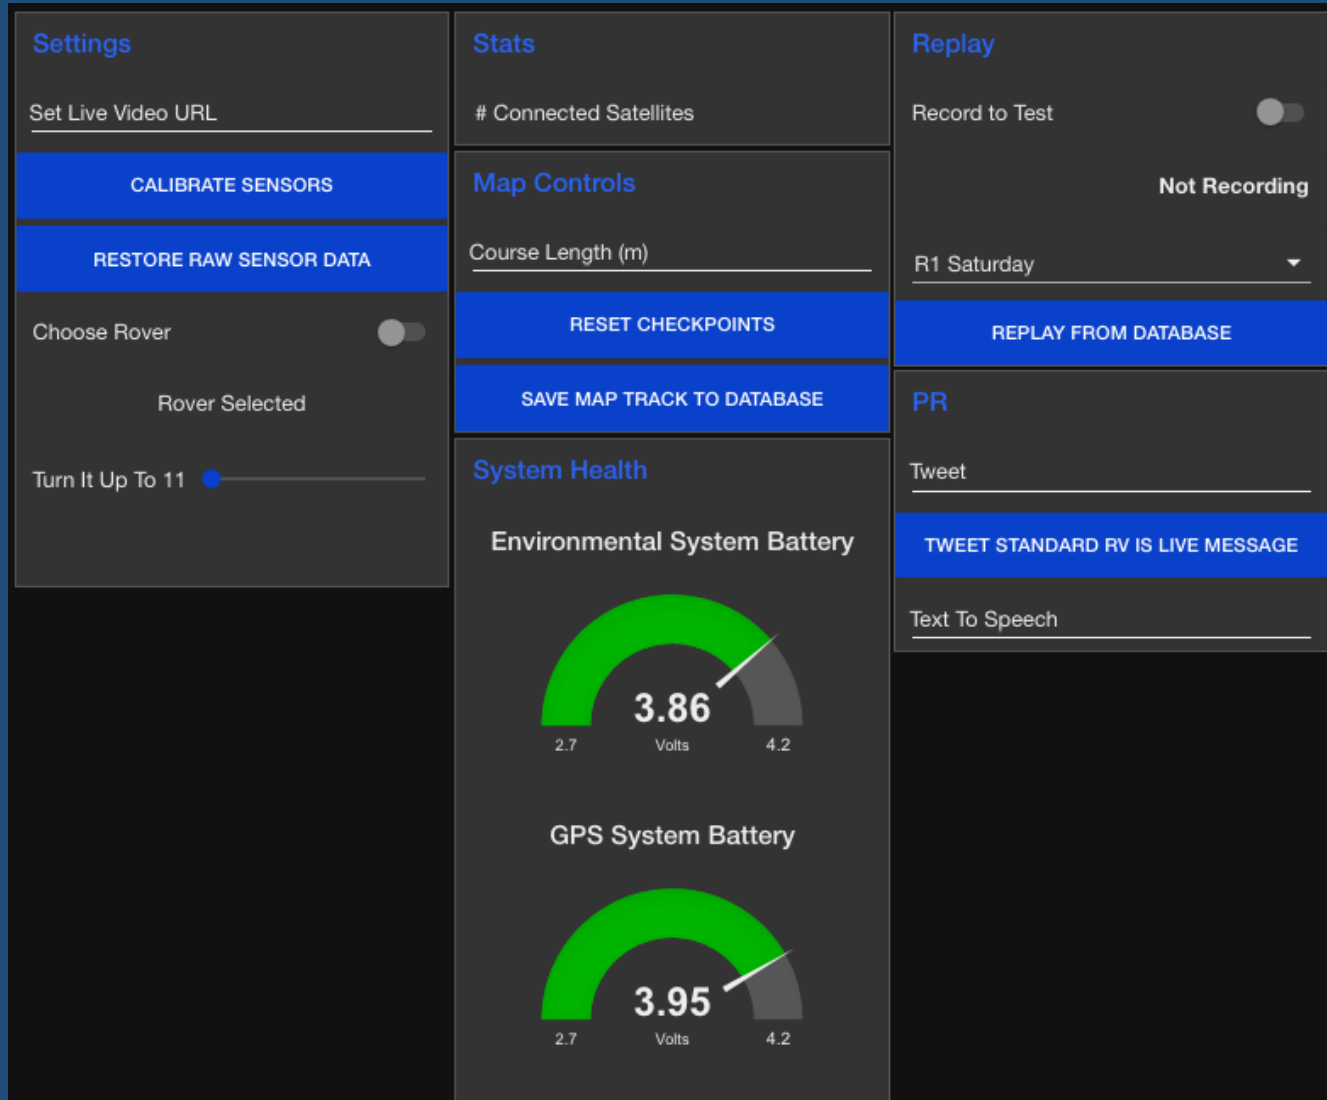 Settings
Set Live Video URL
CALIBRATE SENSORS
RESTORE RAW SENSOR DATA
Choose Rover
Rover Selected
Turn It Up To 11
Stats
# Connected Satellites
Map Controls
Course Length (m)
RESET CHECKPOINTS
SAVE MAP TRACK TO DATABASE
System Health
Environmental System Battery
3.86
2.7 Volts 4.2
GPS System Battery
3.95
2.7 Volts 4.2
Replay
Record to Test
Not Recording
R1 Saturday
REPLAY FROM DATABASE
PR
Tweet
TWEET STANDARD RV IS LIVE MESSAGE
Text To Speech